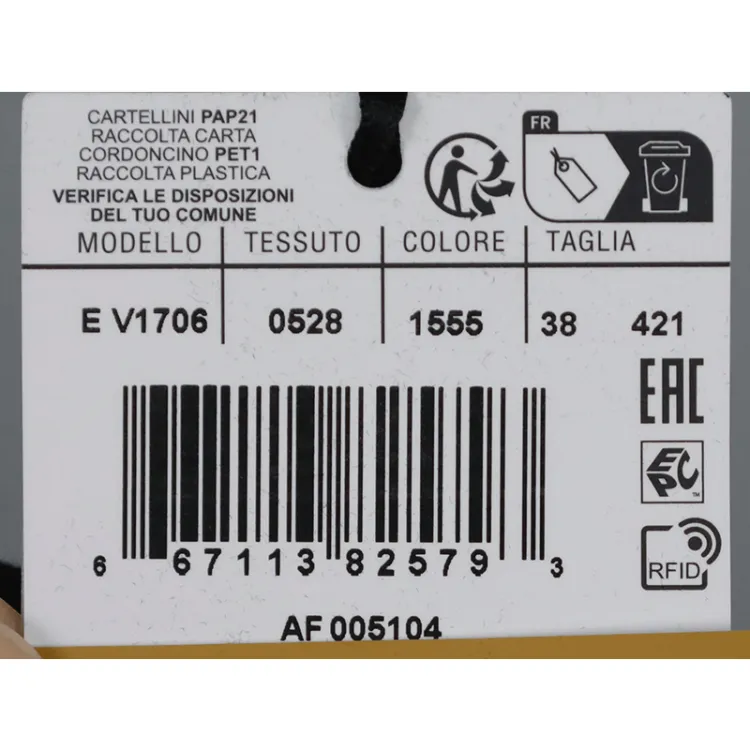 CARTELLINI PAP21
RACCOLTA CARTA
CORDONCINO PET1
RACCOLTA PLASTICA
VERIFICA LE DISPOSIZIONI
DEL TUO COMUNE
FR
MODELLO TESSUTO COLORE TAGLIA
E V1706 0528 1555 38 421
EAC
EPC™
RFID
6 67113 82579 3
AF 005104